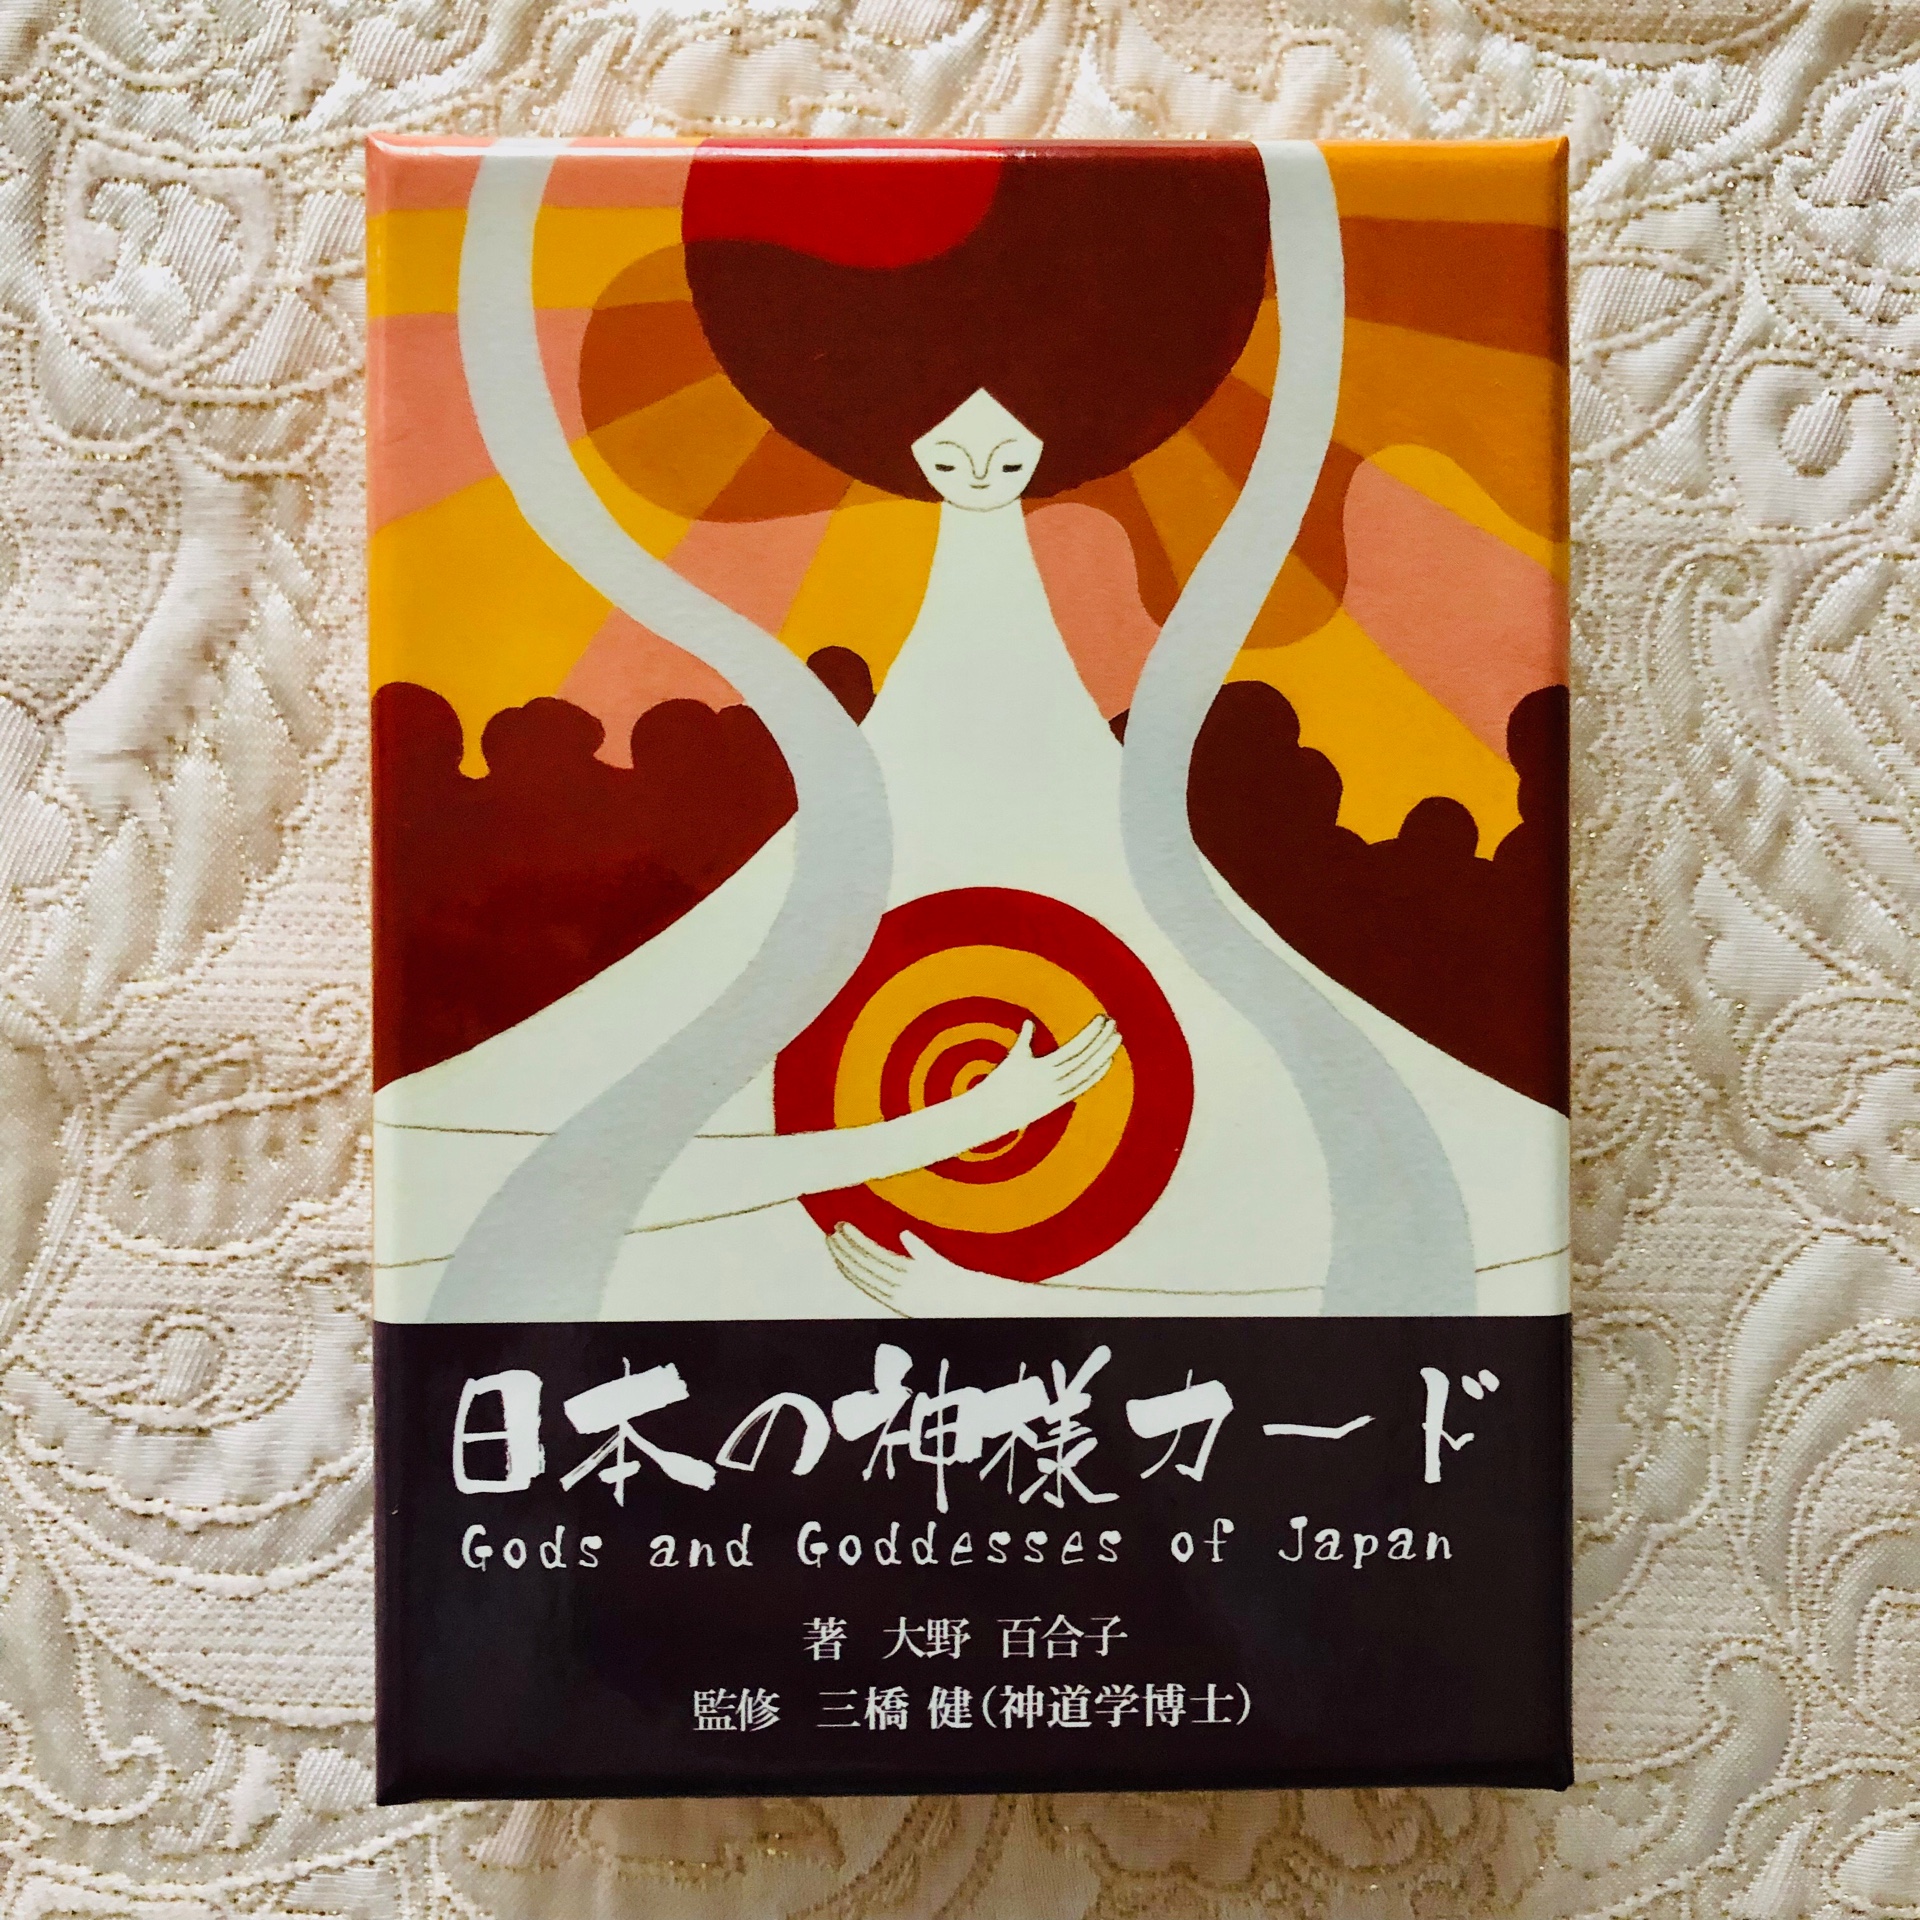 日本の神様カード
Gods and Goddesses of Japan
著 大野 百合子
監修 三橋 健(神道学博士)